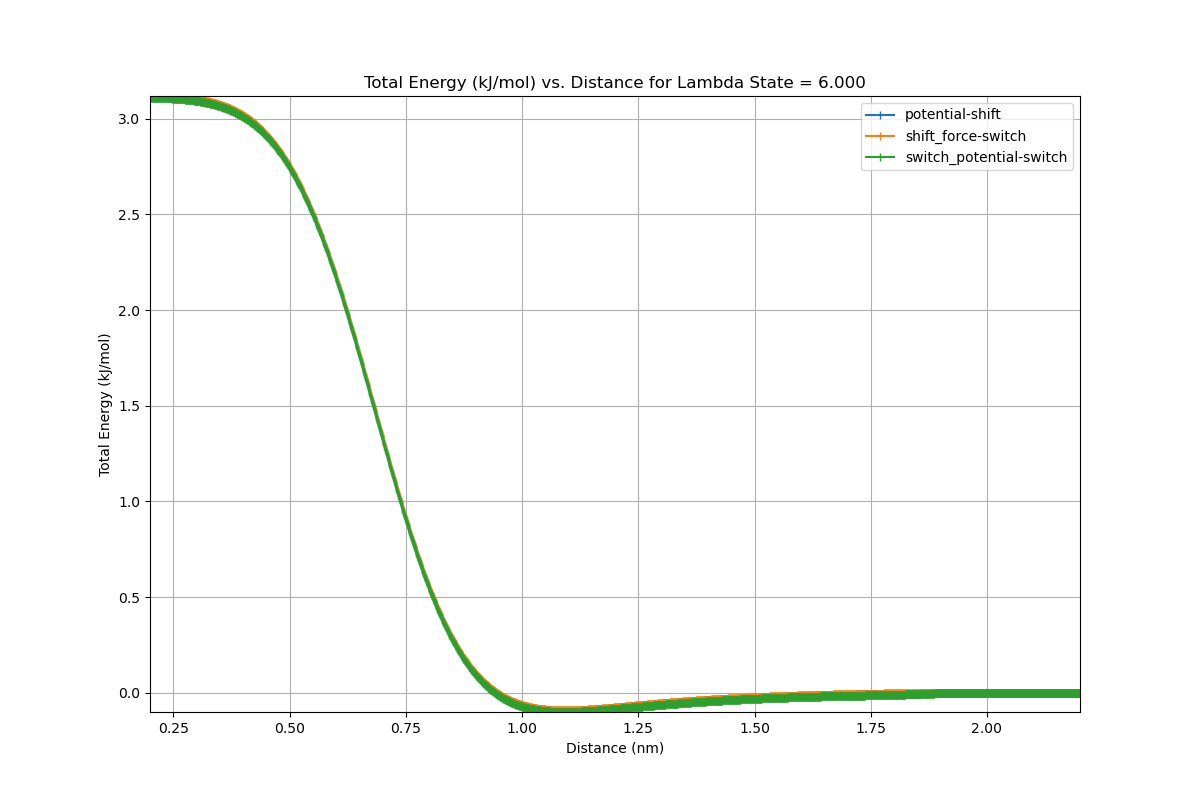 Total Energy (kJ/mol) vs. Distance for Lambda State = 6.000
potential-shift
shift_force-switch
switch_potential-switch
Total Energy (kJ/mol)
3.0
2.5
2.0
1.5
1.0
0.5
0.0
0.25 0.50 0.75 1.00 1.25 1.50 1.75 2.00
Distance (nm)